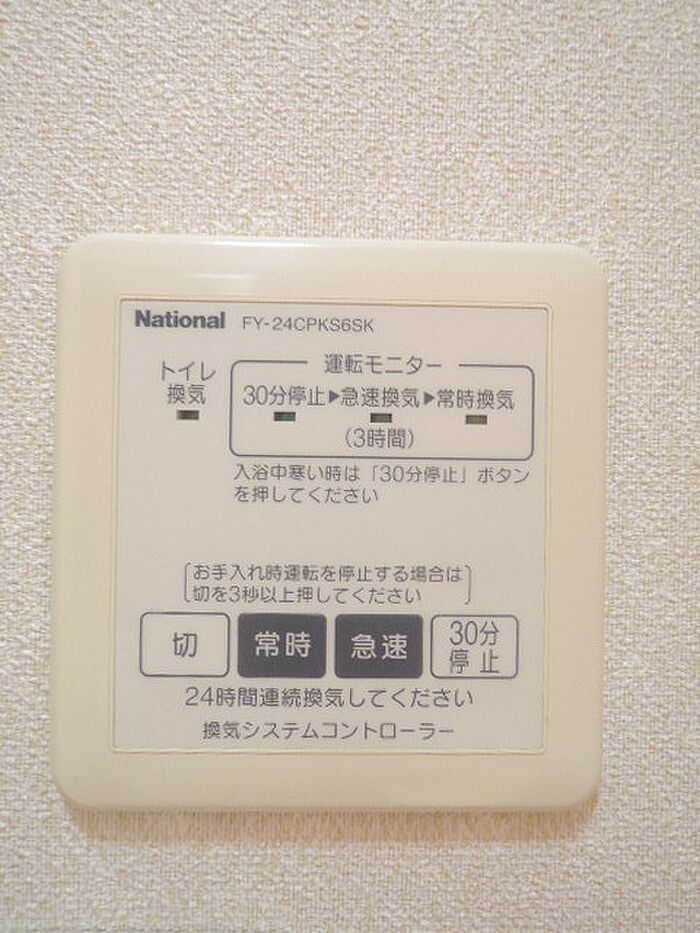 National FY-24CPKS6SK
運転モニター
トイレ
換気
30分停止▶急速換気▶常時換気
(3時間)
入浴中寒い時は「30分停止」ボタン
を押してください
お手入れ時運転を停止する場合は
切を3秒以上押してください
切 常時 急速 30分
停止
24時間連続換気してください
換気システムコントローラー